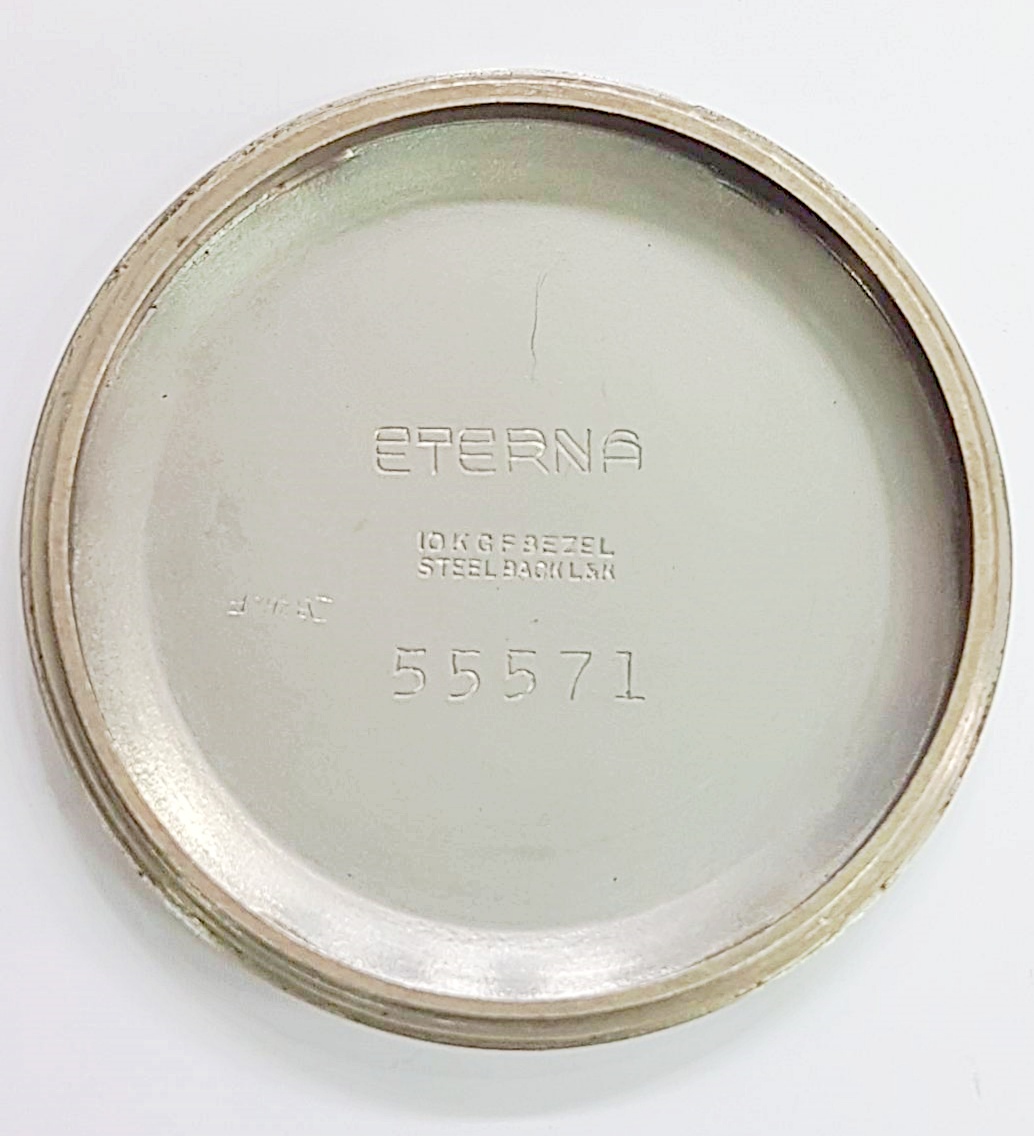 ETERNA
10 K G F BEZEL
STEEL BACK L&K
55571